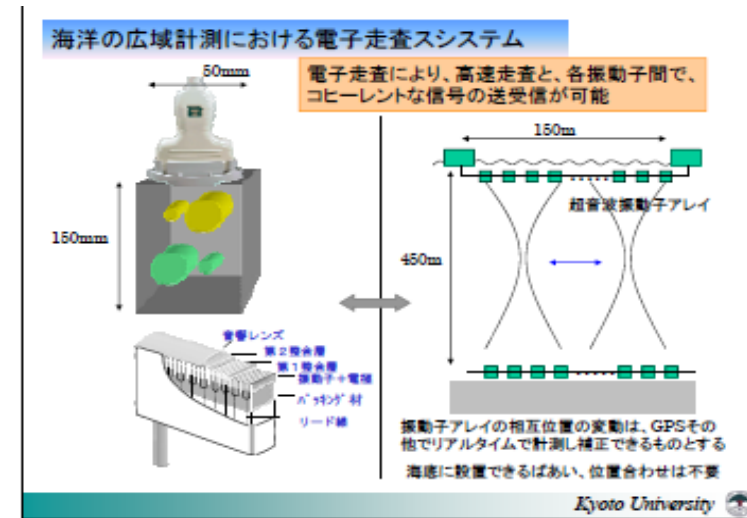 海洋の広域計測における電子走査スシステム
電子走査により、高速走査と、各振動子間で、
コヒーレントな信号の送受信が可能
50mm
150mm
音響レンズ
第2整合層
第1整合層
振動子+電極
バッキング材
リード線
150m
超音波振動子アレイ
450m
振動子アレイの相互位置の変動は、GPSその
他でリアルタイムで計測し補正できるものとする
海底に設置できるばあい、位置合わせは不要
Kyoto University